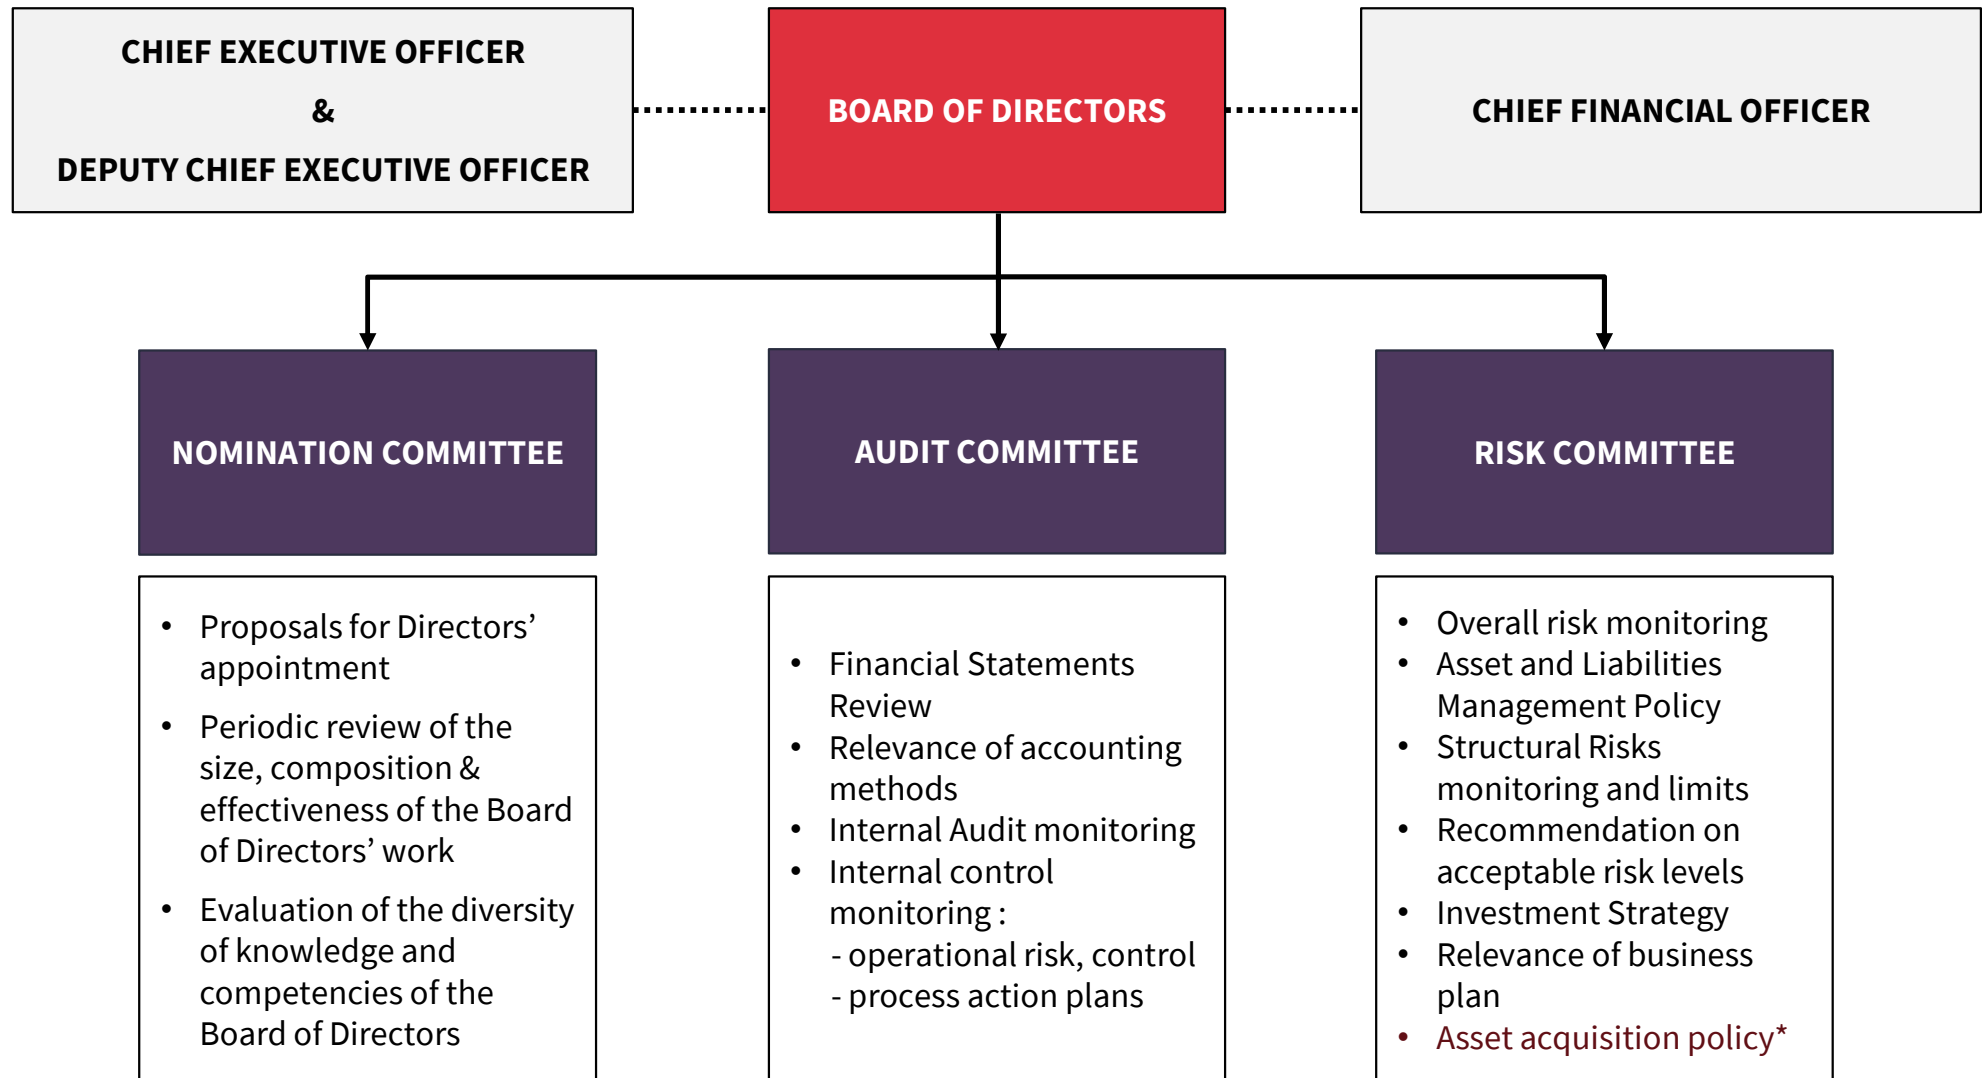 CHIEF EXECUTIVE OFFICER
&
DEPUTY CHIEF EXECUTIVE OFFICER
BOARD OF DIRECTORS
CHIEF FINANCIAL OFFICER
NOMINATION COMMITTEE
AUDIT COMMITTEE
RISK COMMITTEE
• Proposals for Directors’
appointment
• Periodic review of the
size, composition &
effectiveness of the Board
of Directors’ work
• Evaluation of the diversity
of knowledge and
competencies of the
Board of Directors
• Financial Statements
Review
• Relevance of accounting
methods
• Internal Audit monitoring
• Internal control
monitoring :
- operational risk, control
- process action plans
• Overall risk monitoring
• Asset and Liabilities
Management Policy
• Structural Risks
monitoring and limits
• Recommendation on
acceptable risk levels
• Investment Strategy
• Relevance of business
plan
• Asset acquisition policy*